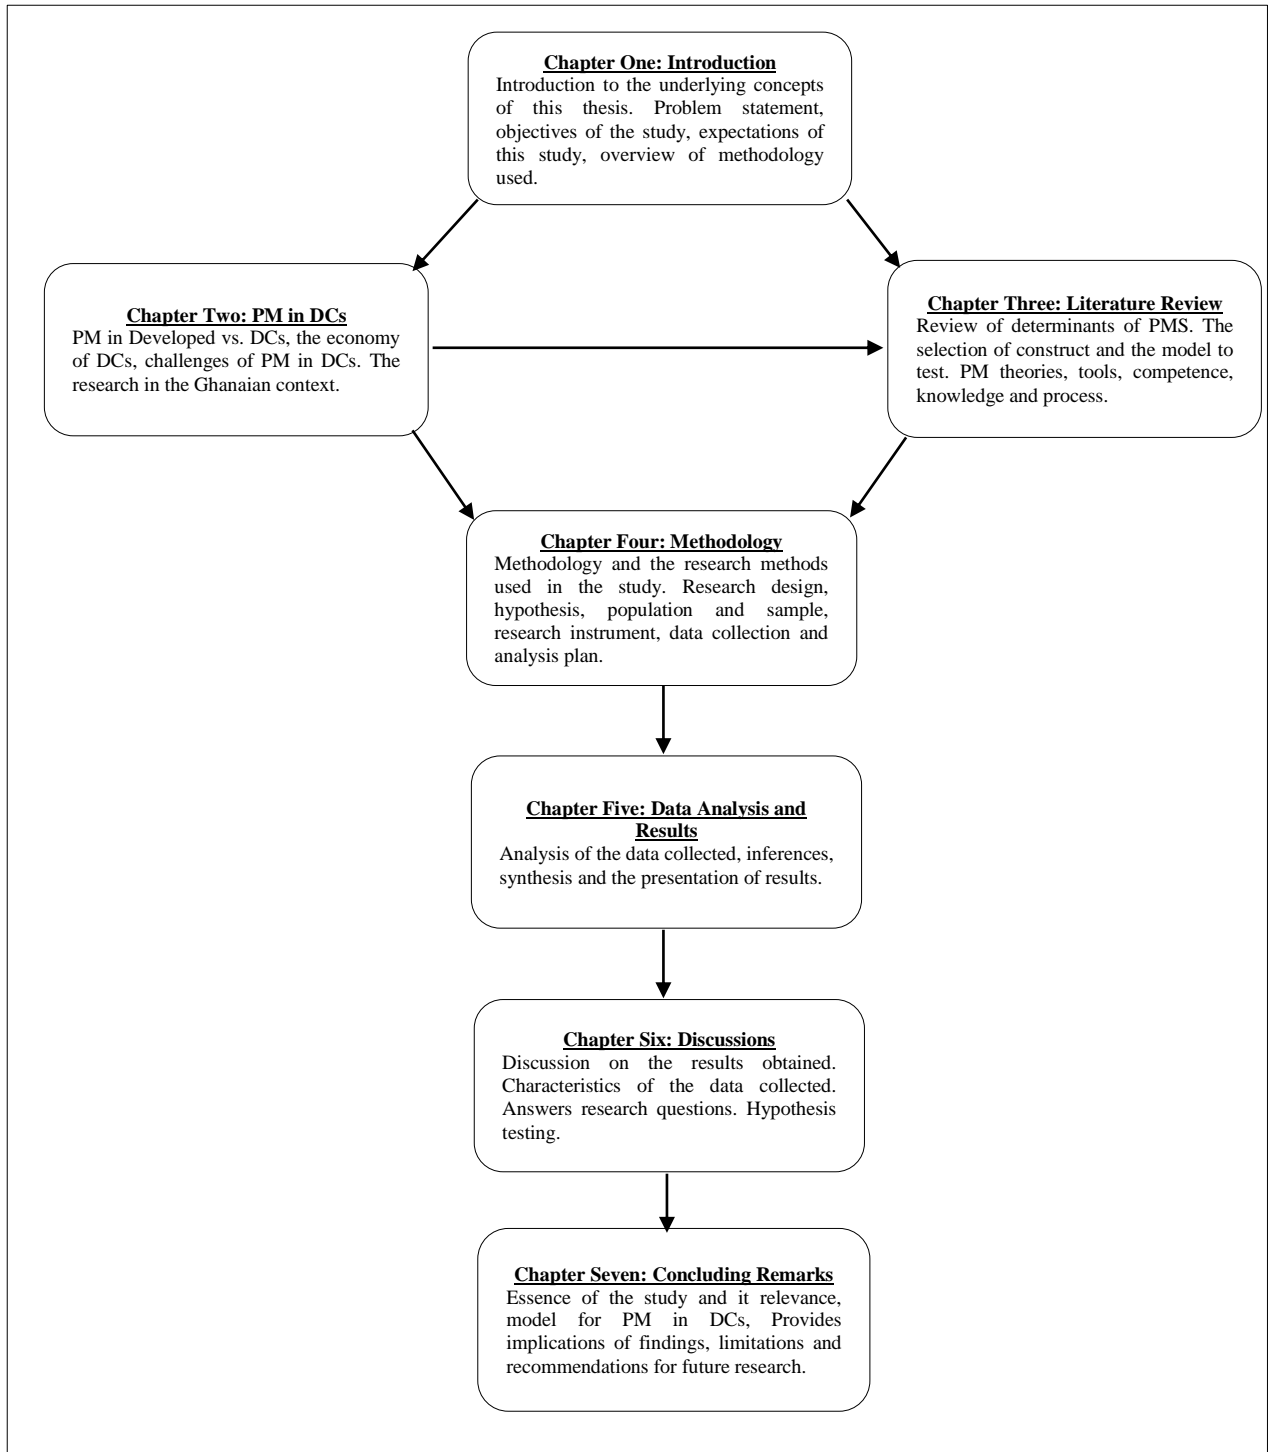 Chapter One: Introduction
Introduction to the underlying concepts
of this thesis. Problem statement,
objectives of the study, expectations of
this study, overview of methodology
used.
Chapter Two: PM in DCs
PM in Developed vs. DCs, the economy
of DCs, challenges of PM in DCs. The
research in the Ghanaian context.
Chapter Three: Literature Review
Review of determinants of PMS. The
selection of construct and the model to
test. PM theories, tools, competence,
knowledge and process.
Chapter Four: Methodology
Methodology and the research methods
used in the study. Research design,
hypothesis, population and sample,
research instrument, data collection and
analysis plan.
Chapter Five: Data Analysis and
Results
Analysis of the data collected, inferences,
synthesis and the presentation of results.
Chapter Six: Discussions
Discussion on the results obtained.
Characteristics of the data collected.
Answers research questions. Hypothesis
testing.
Chapter Seven: Concluding Remarks
Essence of the study and it relevance,
model for PM in DCs, Provides
implications of findings, limitations and
recommendations for future research.